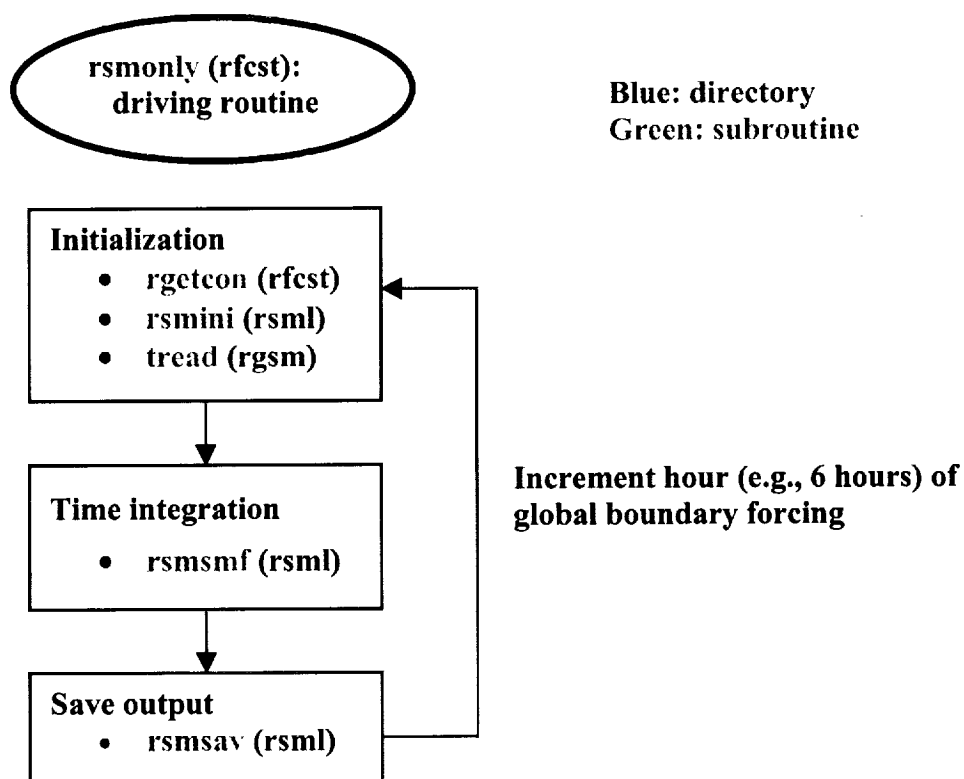 rsmonly (rfcst):
driving routine
Blue: directory
Green: subroutine
Initialization
• rgetcon (rfcst)
• rsmini (rsml)
• tread (rgsm)
Time integration
• rsmsmf (rsml)
Increment hour (e.g., 6 hours) of
global boundary forcing
Save output
• rsmsav (rsml)